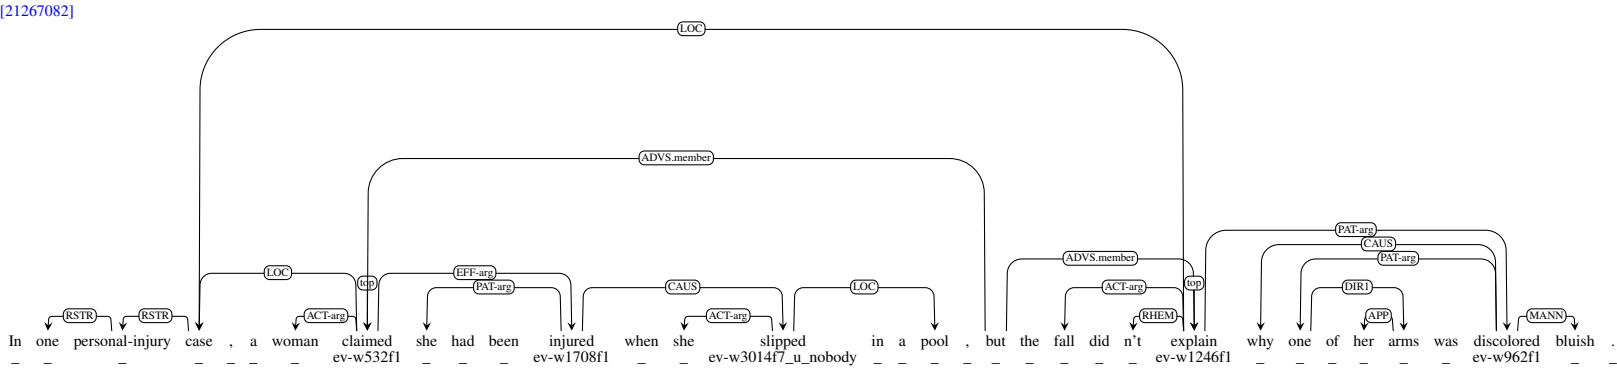 [21267082]
LOC
ADVS.member
PAT-arg
CAUS
ADVS.member PAT-arg
LOC top EFF-arg top
PAT-arg CAUS LOC ACT-arg DIR1
RSTR RSTR ACT-arg ACT-arg RHEM APP MANN
In one personal-injury case , a woman claimed she had been injured when she slipped in a pool , but the fall did n't explain why one of her arms was discolored bluish .
_ _ _ _ _ _ _ ev-w532f1 _ _ _ ev-w1708f1 _ _ ev-w3014f7_u_nobody _ _ _ _ _ _ _ _ _ ev-w1246f1 _ _ _ _ _ _ ev-w962f1 _ _